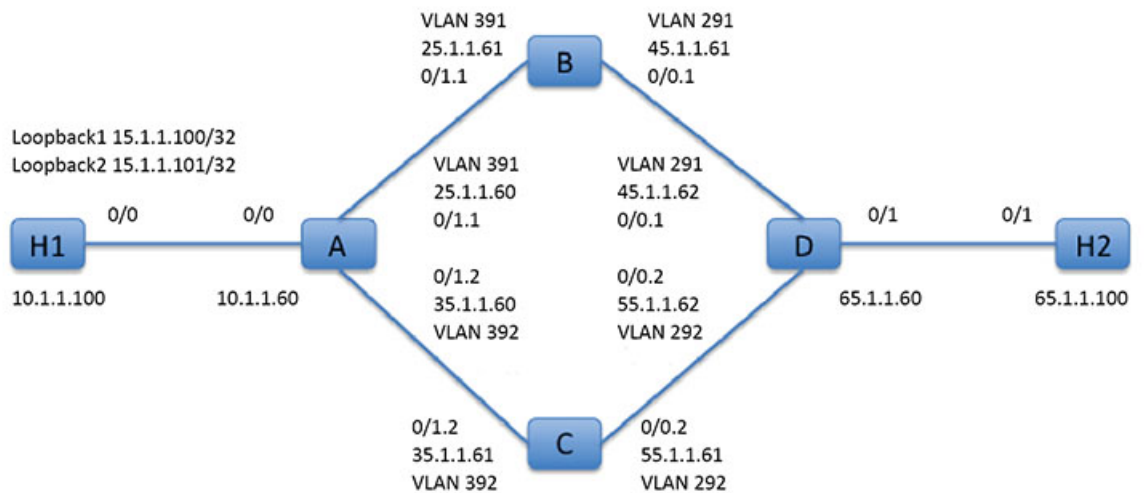 VLAN 391
25.1.1.61
0/1.1
B
VLAN 291
45.1.1.61
0/0.1
Loopback1 15.1.1.100/32
Loopback2 15.1.1.101/32
VLAN 391
25.1.1.60
0/1.1
VLAN 291
45.1.1.62
0/0.1
0/0
0/0
0/1
0/1
H1
A
D
H2
10.1.1.100
10.1.1.60
0/1.2
35.1.1.60
VLAN 392
0/0.2
55.1.1.62
VLAN 292
65.1.1.60
65.1.1.100
0/1.2
35.1.1.61
VLAN 392
C
0/0.2
55.1.1.61
VLAN 292